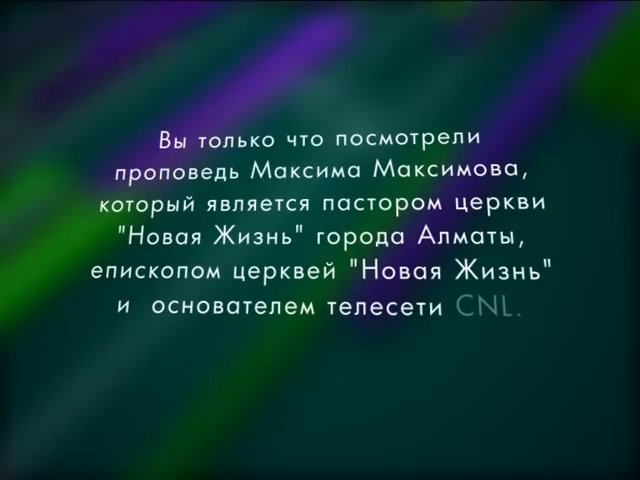 Вы только что посмотрели
проповедь Максима Максимова,
который является пастором церкви
"Новая Жизнь" города Алматы,
епископом церквей "Новая Жизнь"
и основателем телесети CNL.